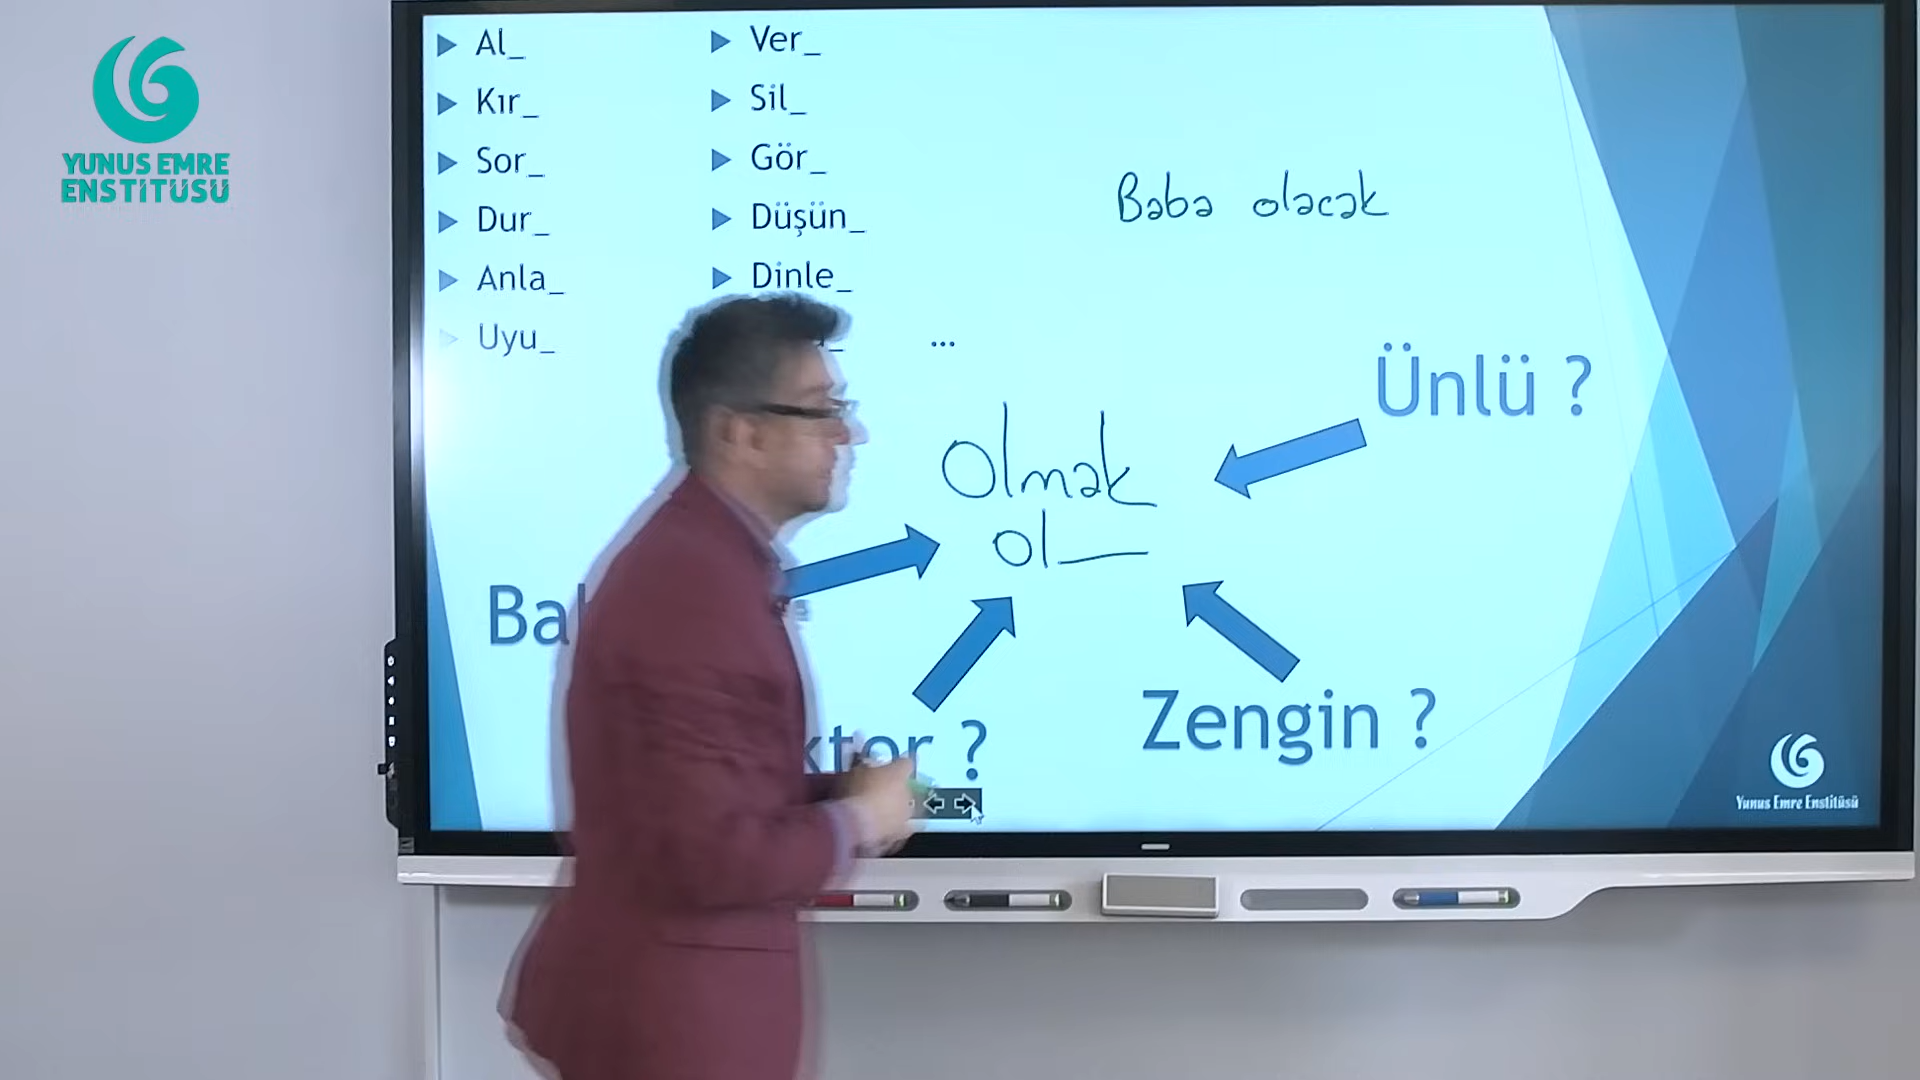 YUNUS EMRE
ENSTİTÜSÜ
Al_
Kır_
Sor_
Dur_
Anla_
Uyu_
Ver_
Sil_
Gör_
Düşün_
Dinle_
...
Baba olacak
Ünlü ?
Olmak
ol_
Zengin ?
?
Yunus Emre Enstitüsü